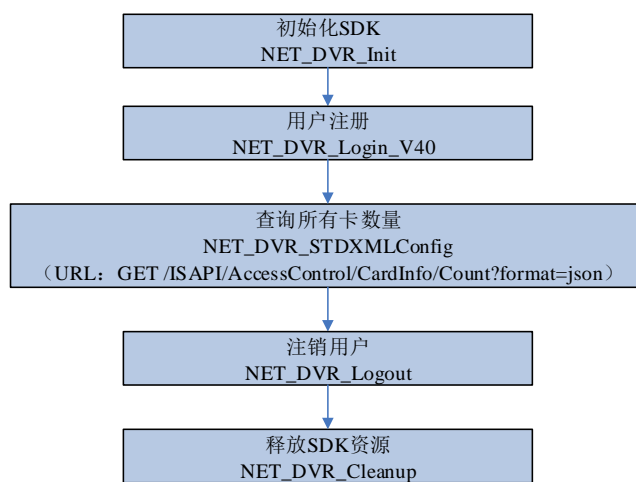 初始化SDK
NET_DVR_Init
用户注册
NET_DVR_Login_V40
查询所有卡数量
NET_DVR_STDXMLConfig
（URL：GET /ISAPI/AccessControl/CardInfo/Count?format=json）
注销用户
NET_DVR_Logout
释放SDK资源
NET_DVR_Cleanup